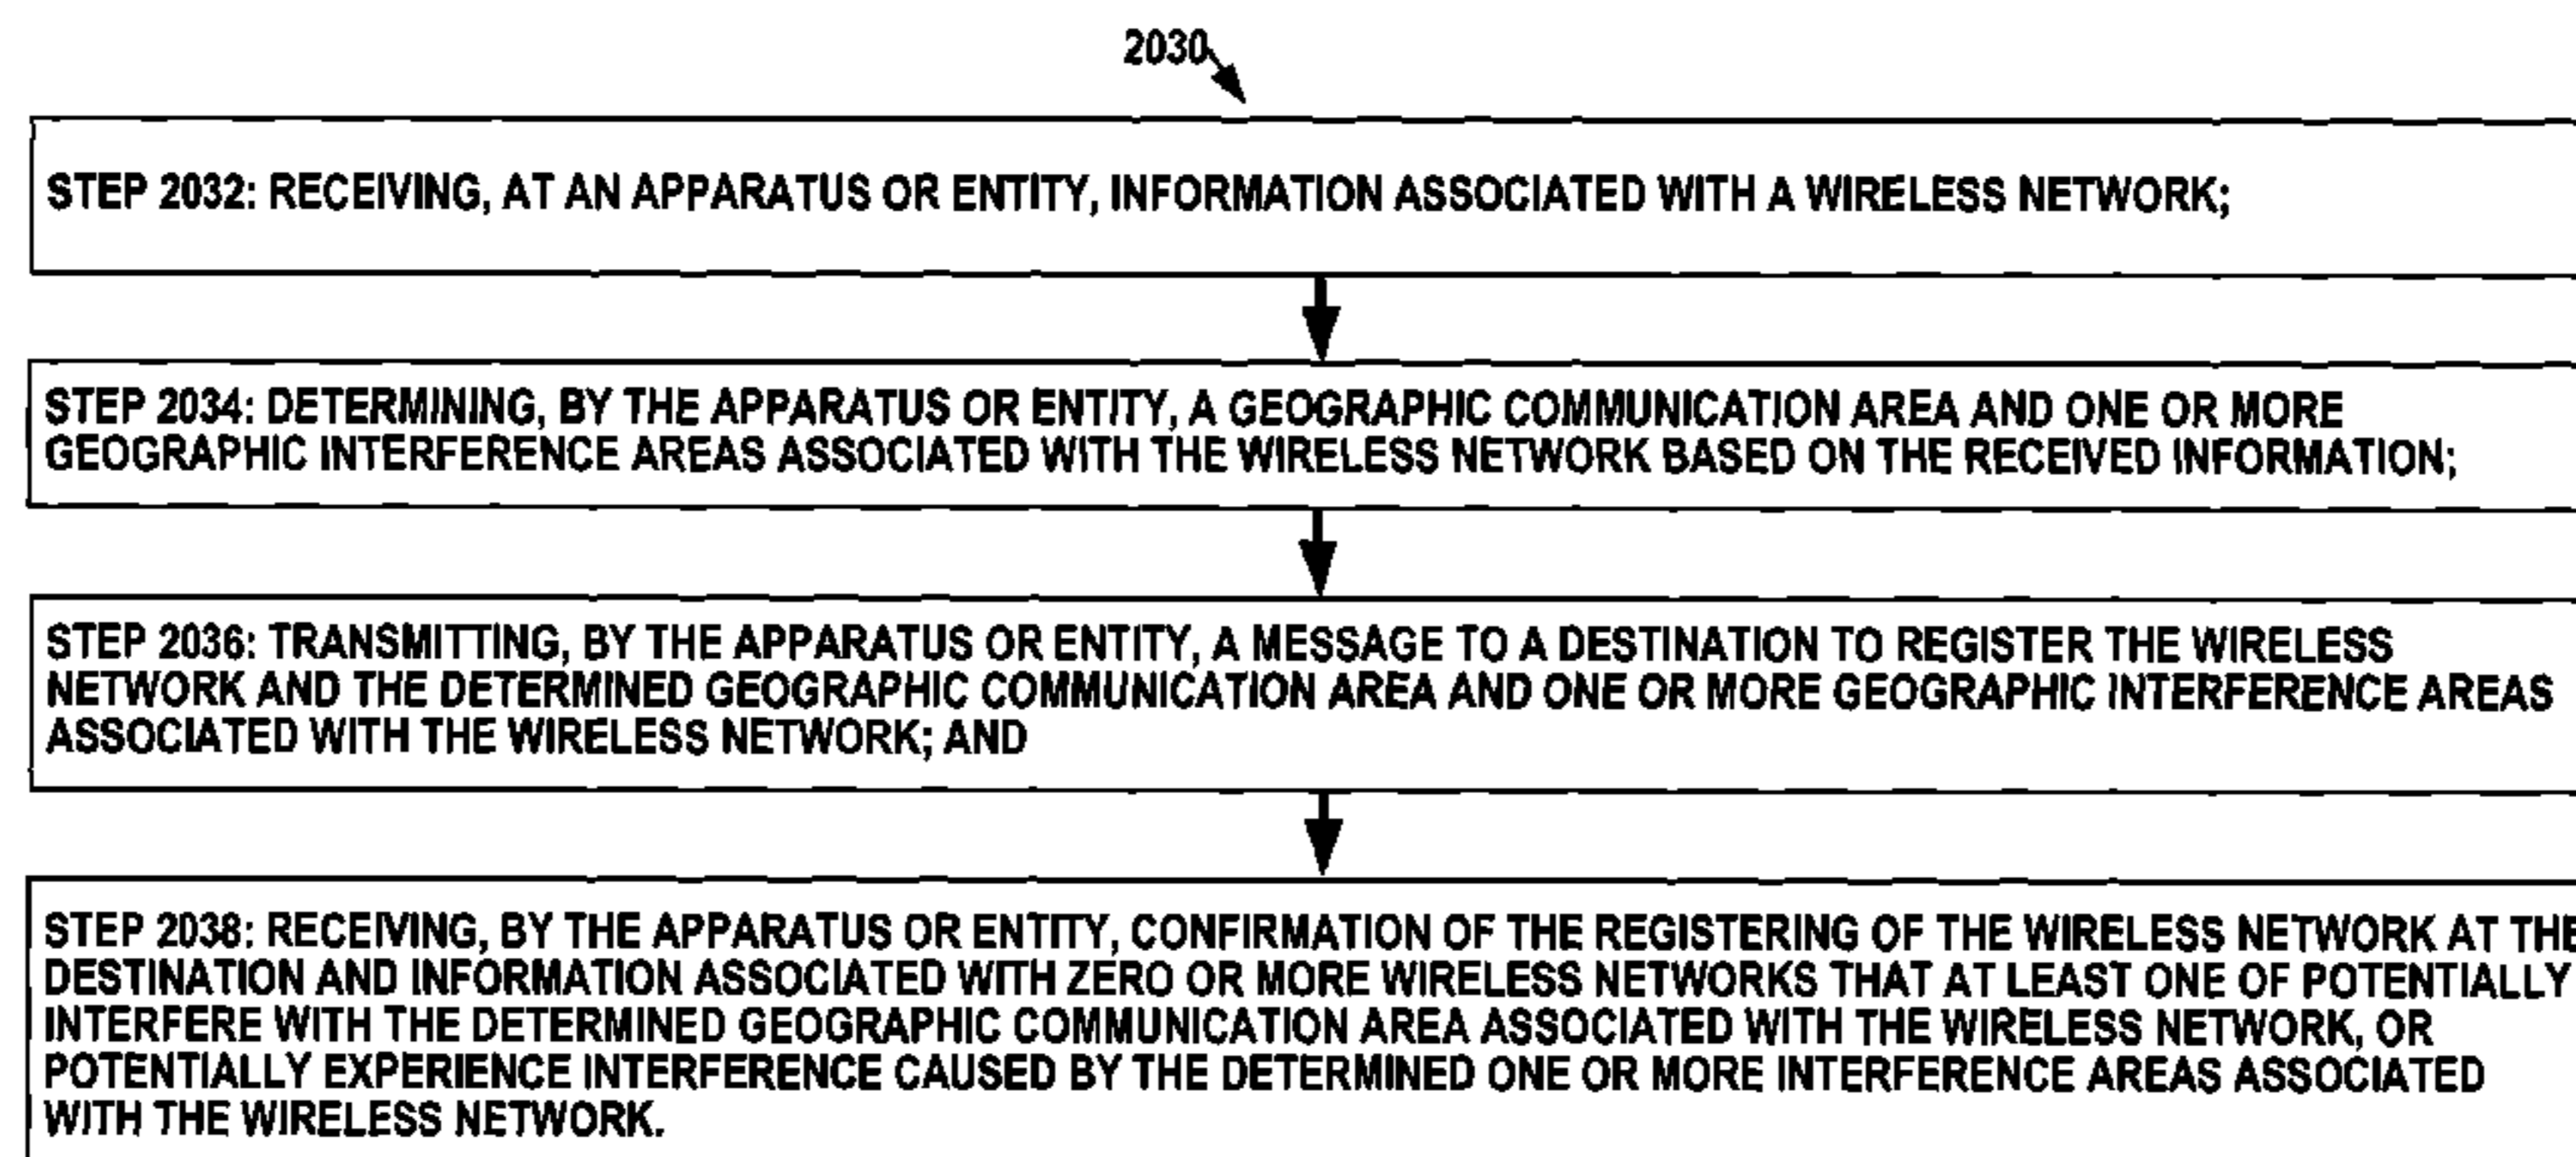 2030
STEP 2032: RECEIVING, AT AN APPARATUS OR ENTITY, INFORMATION ASSOCIATED WITH A WIRELESS NETWORK;
STEP 2034: DETERMINING, BY THE APPARATUS OR ENTITY, A GEOGRAPHIC COMMUNICATION AREA AND ONE OR MORE
GEOGRAPHIC INTERFERENCE AREAS ASSOCIATED WITH THE WIRELESS NETWORK BASED ON THE RECEIVED INFORMATION;
STEP 2036: TRANSMITTING, BY THE APPARATUS OR ENTITY, A MESSAGE TO A DESTINATION TO REGISTER THE WIRELESS
NETWORK AND THE DETERMINED GEOGRAPHIC COMMUNICATION AREA AND ONE OR MORE GEOGRAPHIC INTERFERENCE AREAS
ASSOCIATED WITH THE WIRELESS NETWORK; AND
STEP 2038: RECEIVING, BY THE APPARATUS OR ENTITY, CONFIRMATION OF THE REGISTERING OF THE WIRELESS NETWORK AT THE
DESTINATION AND INFORMATION ASSOCIATED WITH ZERO OR MORE WIRELESS NETWORKS THAT AT LEAST ONE OF POTENTIALLY
INTERFERE WITH THE DETERMINED GEOGRAPHIC COMMUNICATION AREA ASSOCIATED WITH THE WIRELESS NETWORK, OR
POTENTIALLY EXPERIENCE INTERFERENCE CAUSED BY THE DETERMINED ONE OR MORE INTERFERENCE AREAS ASSOCIATED
WITH THE WIRELESS NETWORK.